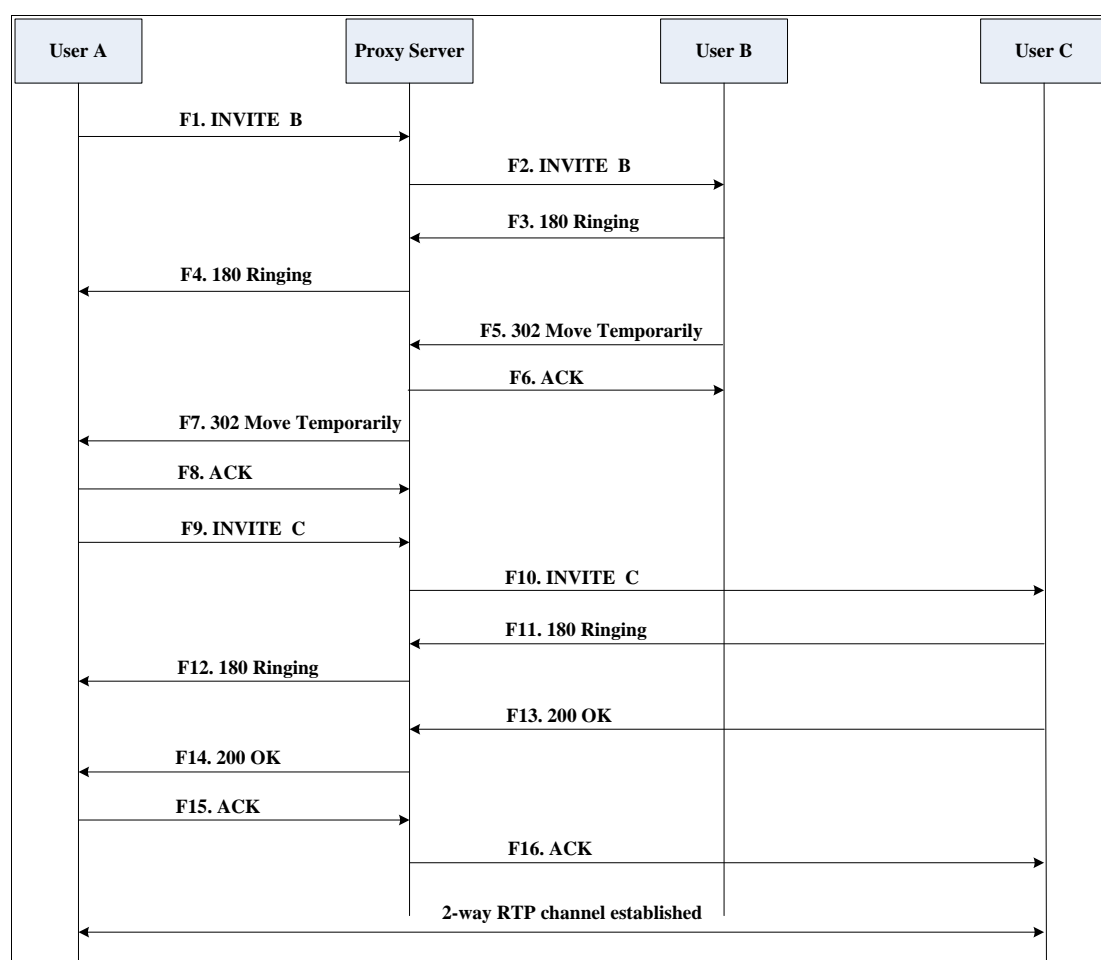 User A
Proxy Server
User B
User C
F1. INVITE  B
F2. INVITE  B
F3. 180 Ringing
F4. 180 Ringing
F5. 302 Move Temporarily
F6. ACK
F7. 302 Move Temporarily
F8. ACK
F9. INVITE  C
F10. INVITE  C
F11. 180 Ringing
F12. 180 Ringing
F13. 200 OK
F14. 200 OK
F15. ACK
F16. ACK
2-way RTP channel established